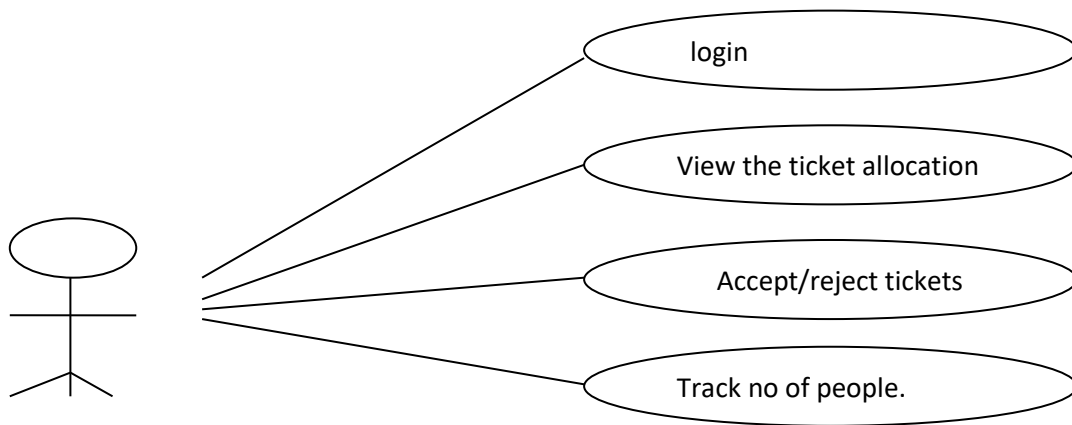 login
View the ticket allocation
Accept/reject tickets
Track no of people.